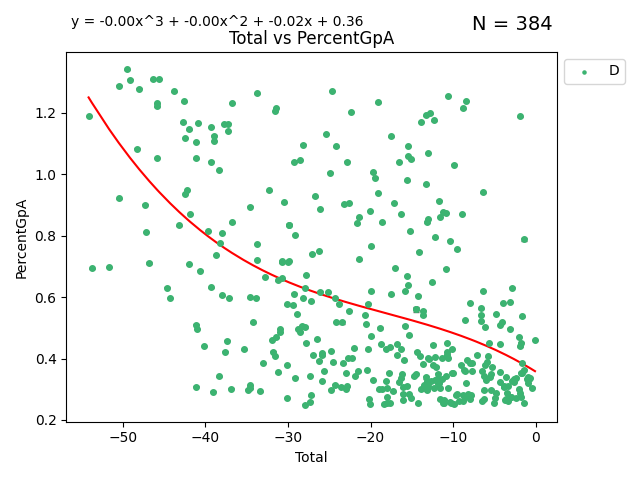 y = -0.00x^3 + -0.00x^2 + -0.02x + 0.36
N = 384
Total vs PercentGpA
D
PercentGpA
1.2
1.0
0.8
0.6
0.4
0.2
−50
−40
−30
−20
−10
0
Total